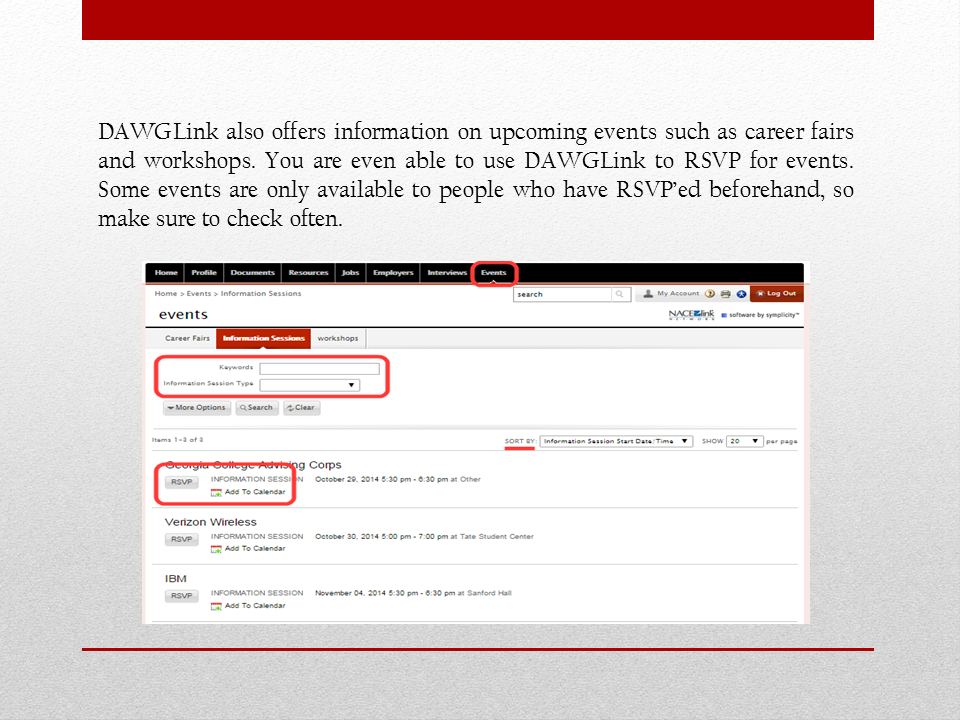 DAWGLink also offers information on upcoming events such as career fairs
and workshops. You are even able to use DAWGLink to RSVP for events.
Some events are only available to people who have RSVP’ed beforehand, so
make sure to check often.
Home Profile Documents Resources Jobs Employers Interviews Events
Home > Events > Information Sessions search My Account Log Out
events NACElink NETWORK software by symplicity™
Career Fairs Information Sessions workshops
Keywords
Information Session Type
More Options Search Clear
Items 1-3 of 3 SORT BY: Information Session Start Date/Time SHOW 20 per page
Georgia College Advising Corps
RSVP INFORMATION SESSION October 29, 2014 5:30 pm - 6:30 pm at Other
Add To Calendar
Verizon Wireless
RSVP INFORMATION SESSION October 30, 2014 5:00 pm - 7:00 pm at Tate Student Center
Add To Calendar
IBM
RSVP INFORMATION SESSION November 04, 2014 5:30 pm - 6:30 pm at Sanford Hall
Add To Calendar